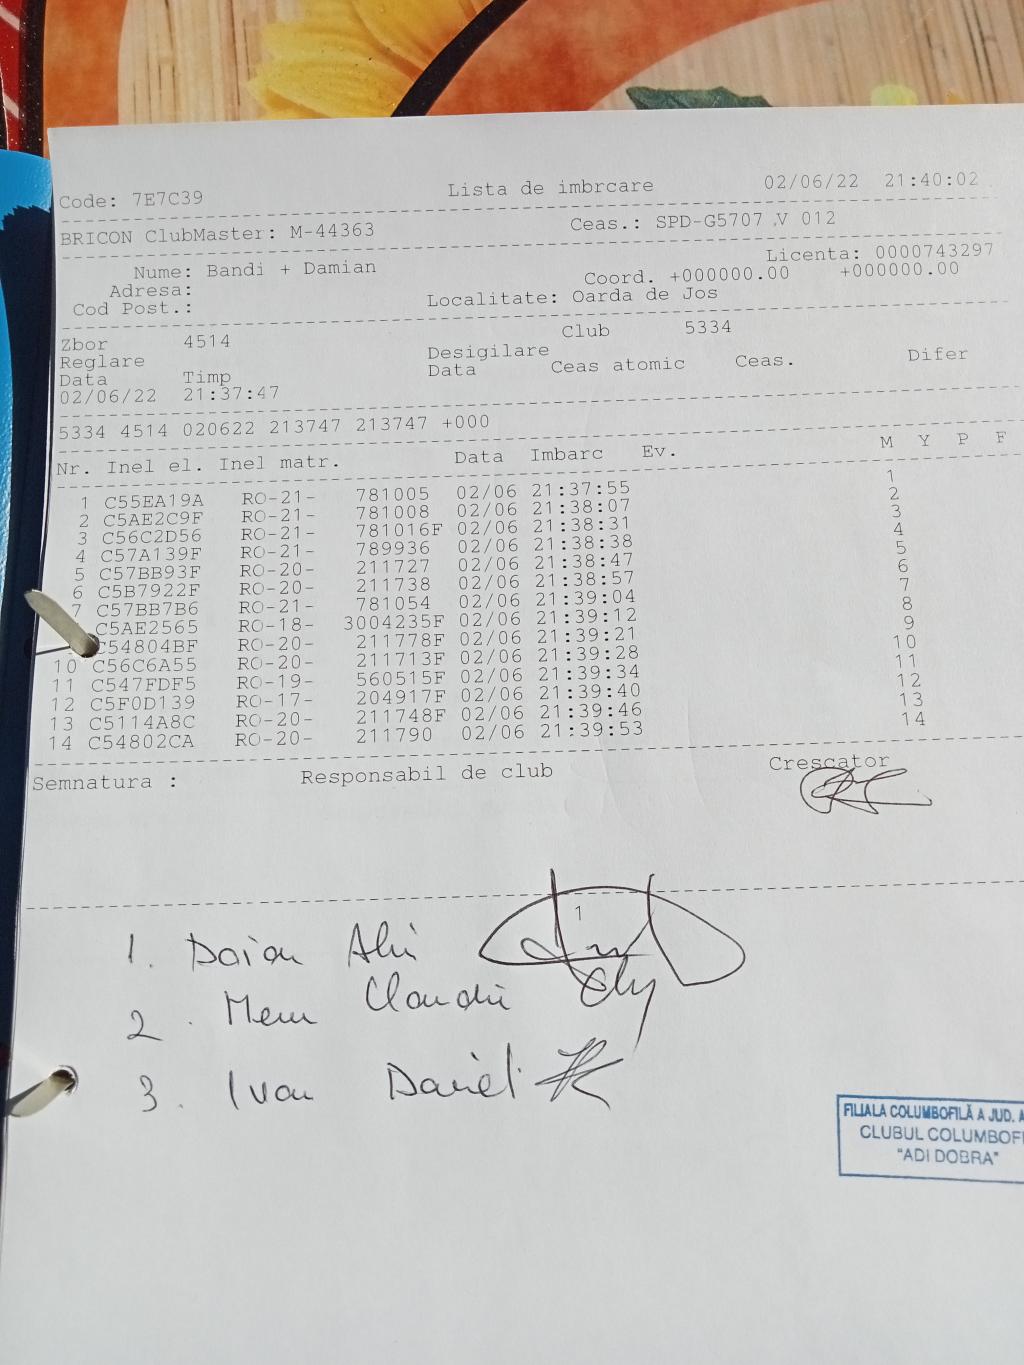 Code: 7E7C39 Lista de imbrcare 02/06/22 21:40:02
BRICON ClubMaster: M-44363 Ceas.: SPD-G5707 V 012
Licenta: 0000743297
Nume: Bandi + Damian Coord. +000000.00 +000000.00
Adresa:
Cod Post.: Localitate: Oarda de Jos
Zbor 4514 Club 5334
Reglare Desigilare
Data Timp Data Ceas atomic Ceas. Difer
02/06/22 21:37:47
5334 4514 020622 213747 213747 +000
Nr. Inel el. Inel matr. Data Imbarc Ev. M Y P F
1 C55EA19A RO-21- 781005 02/06 21:37:55 1
2 C5AE2C9F RO-21- 781008 02/06 21:38:07 2
3 C56C2D56 RO-21- 781016F 02/06 21:38:31 3
4 C57A139F RO-21- 789936 02/06 21:38:38 4
5 C57BB93F RO-20- 211727 02/06 21:38:47 5
6 C5B7922F RO-20- 211738 02/06 21:38:57 6
7 C57BB7B6 RO-21- 781054 02/06 21:39:04 7
C5AE2565 RO-18- 3004235F 02/06 21:39:12 8
C54804BF RO-20- 211778F 02/06 21:39:21 9
10 C56C6A55 RO-20- 211713F 02/06 21:39:28 10
11 C547FDF5 RO-19- 560515F 02/06 21:39:34 11
12 C5F0D139 RO-17- 204917F 02/06 21:39:40 12
13 C5114A8C RO-20- 211748F 02/06 21:39:46 13
14 C54802CA RO-20- 211790 02/06 21:39:53 14
Semnatura : Responsabil de club Crescator
1
1. 
2. Claudiu
3. Ivan Daniel
FILIALA COLUMBOFILĂ A JUD. A
CLUBUL COLUMBOFI
"ADI DOBRA"